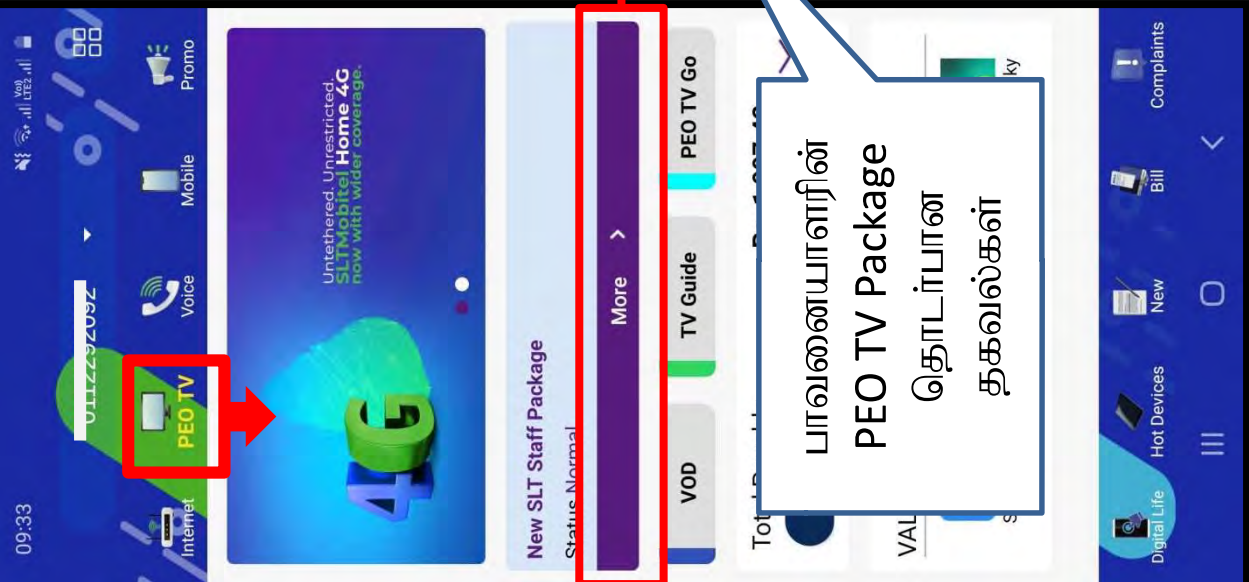 09:33
Internet PEO TV Voice Mobile Promo
Untethered. Unrestricted.
SLTMobitel Home 4G
now with wider coverage.
4G
New SLT Staff Package
Status Normal
More >
VOD TV Guide PEO TV Go
பாவனையாளரின்
PEO TV Package
தொடர்பான
தகவல்கள்
Digital Life Hot Devices New Bill Complaints